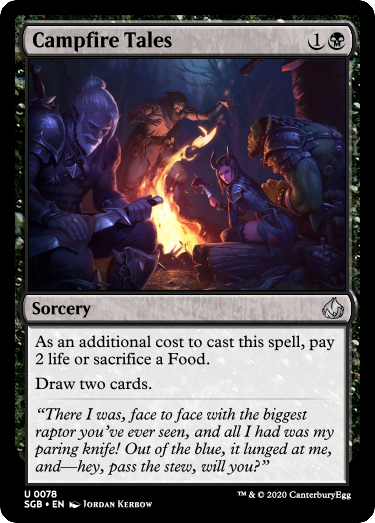 Campfire Tales 1
Sorcery
As an additional cost to cast this spell, pay
2 life or sacrifice a Food.
Draw two cards.
“There I was, face to face with the biggest
raptor you’ve ever seen, and all I had was my
paring knife! Out of the blue, it lunged at me,
and—hey, pass the stew, will you?”
U 0078
SGB • EN Jordan Kerbow ™ & © 2020 CanterburyEgg